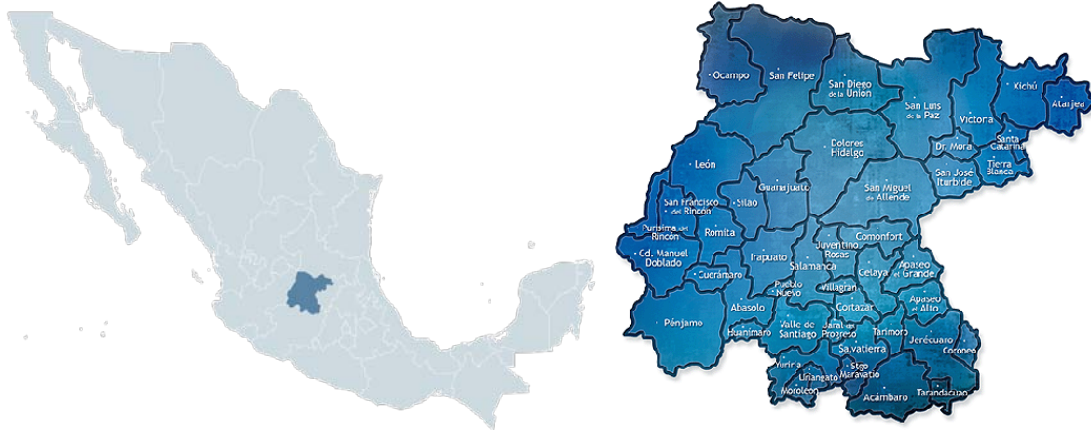 Ocampo
San Felipe
San Diego
de la Union
San Luis
de la Paz
Victoria
Xichú
Atarjea
Santa
Catarina
Dr. Mora
Tierra
Blanca
San José
Iturbide
Dolores
Hidalgo
León
Guanajuato
San Miguel
de Allende
San Francisco
del Rincón
Silao
Purisima del
Rincón
Romita
Cd. Manuel
Doblado
Cuerámaro
Irapuato
Salamanca
Juventino
Rosas
Comonfort
Celaya
Apaseo
el Grande
Pueblo
Nuevo
Villagrán
Pénjamo
Abasolo
Huanímaro
Valle de
Santiago
Jaral del
Progreso
Cortazar
Apaseo
el Alto
Tarimoro
Salvatierra
Jerécuaro
Coroneo
Yuriria
Uriangato
Moroleón
Stgo
Maravatío
Acámbaro
Tarandacuao